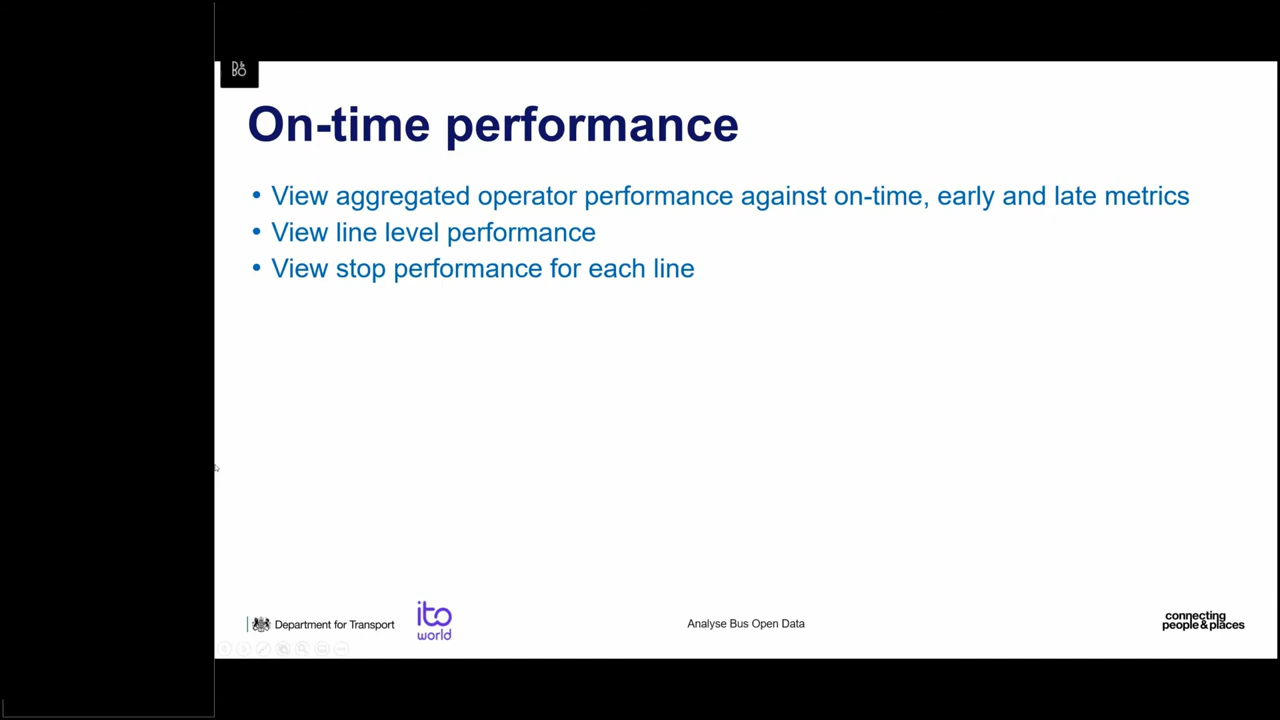 D&
BO
On-time performance
• View aggregated operator performance against on-time, early and late metrics
• View line level performance
• View stop performance for each line
Department for Transport
ito
world
Analyse Bus Open Data
connecting
people&places